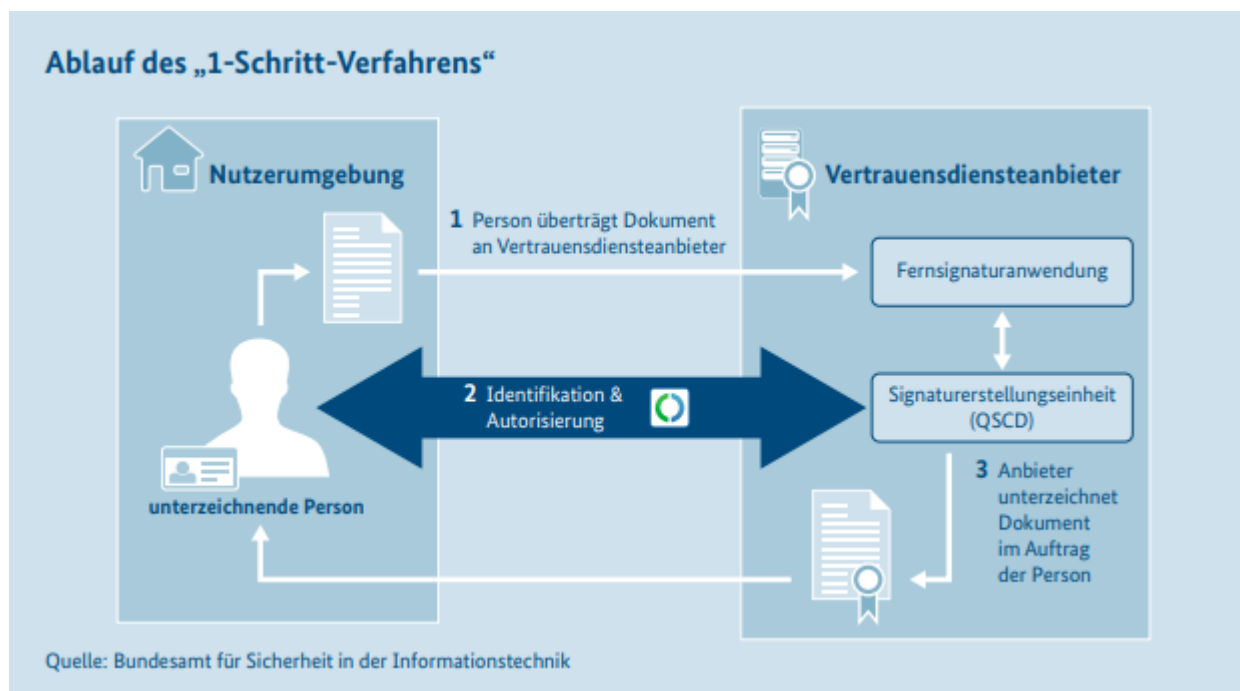 Ablauf des „1-Schritt-Verfahrens“
Nutzerumgebung
Vertrauensdiensteanbieter
1 Person überträgt Dokument
an Vertrauensdiensteanbieter
Fernsignaturanwendung
2 Identifikation &
Autorisierung
Signaturerstellungseinheit
(QSCD)
unterzeichnende Person
3 Anbieter
unterzeichnet
Dokument
im Auftrag
der Person
Quelle: Bundesamt für Sicherheit in der Informationstechnik